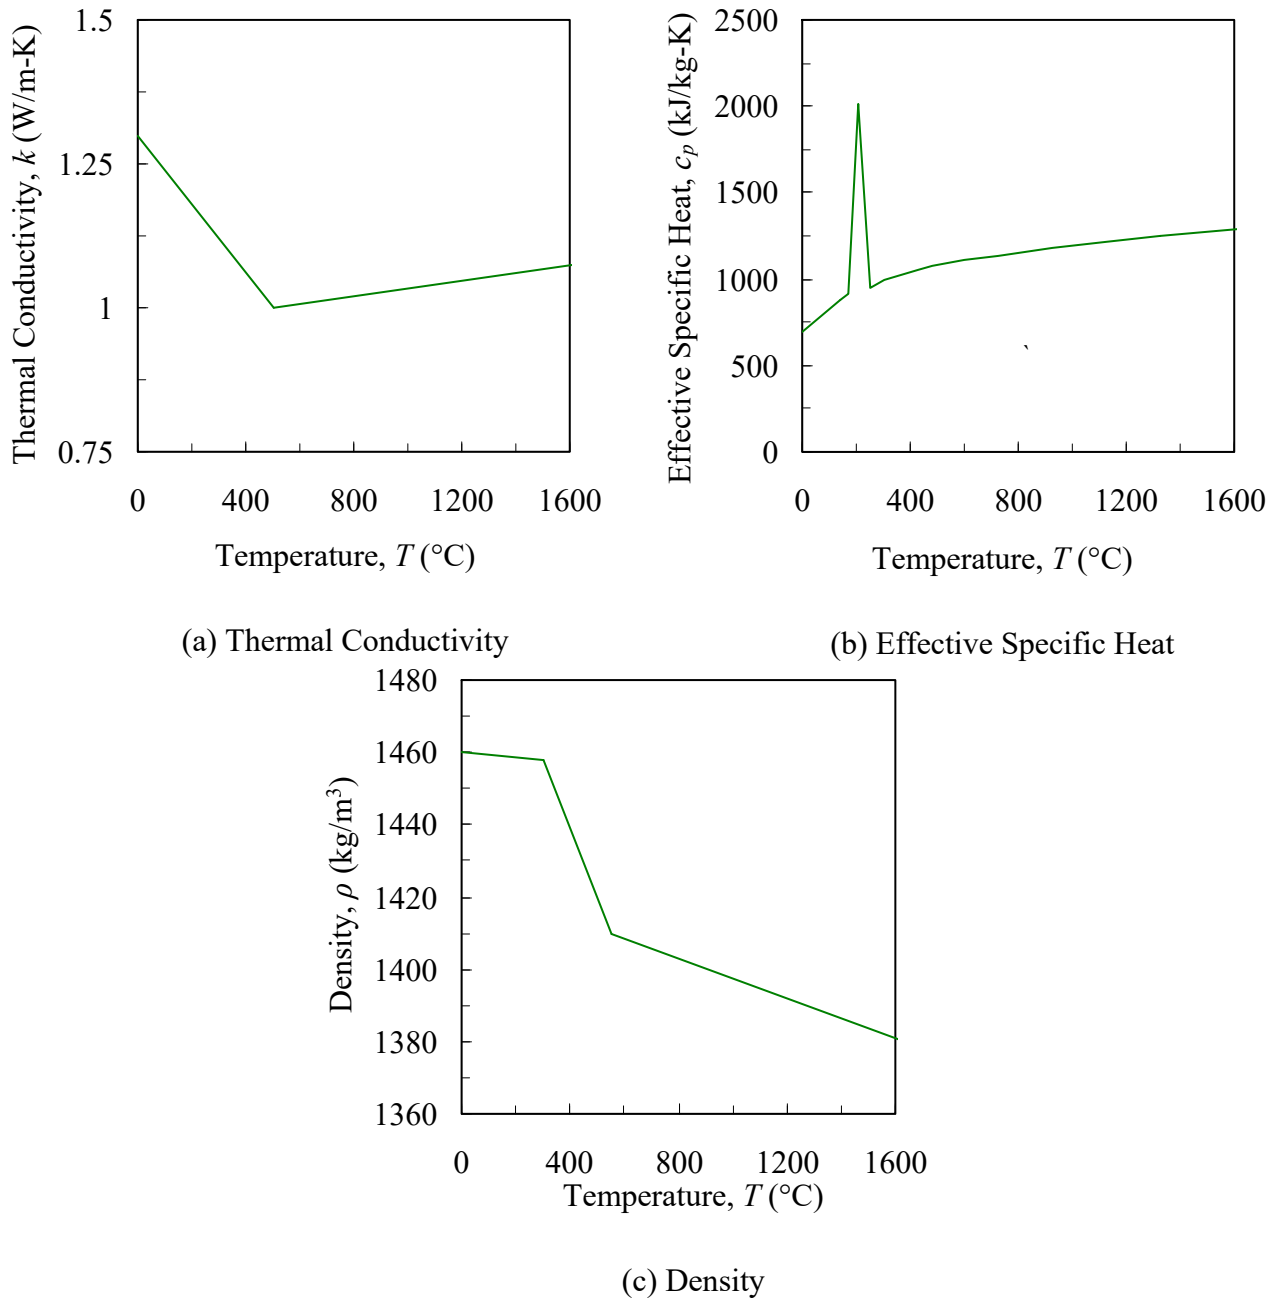 Thermal Conductivity, k (W/m-K)
1.5
1.25
1
0.75
0 400 800 1200 1600
Temperature, T (°C)
(a) Thermal Conductivity
Effective Specific Heat, cp (kJ/kg-K)
2500
2000
1500
1000
500
0
0 400 800 1200 1600
Temperature, T (°C)
(b) Effective Specific Heat
Density, ρ (kg/m³)
1480
1460
1440
1420
1400
1380
1360
0 400 800 1200 1600
Temperature, T (°C)
(c) Density